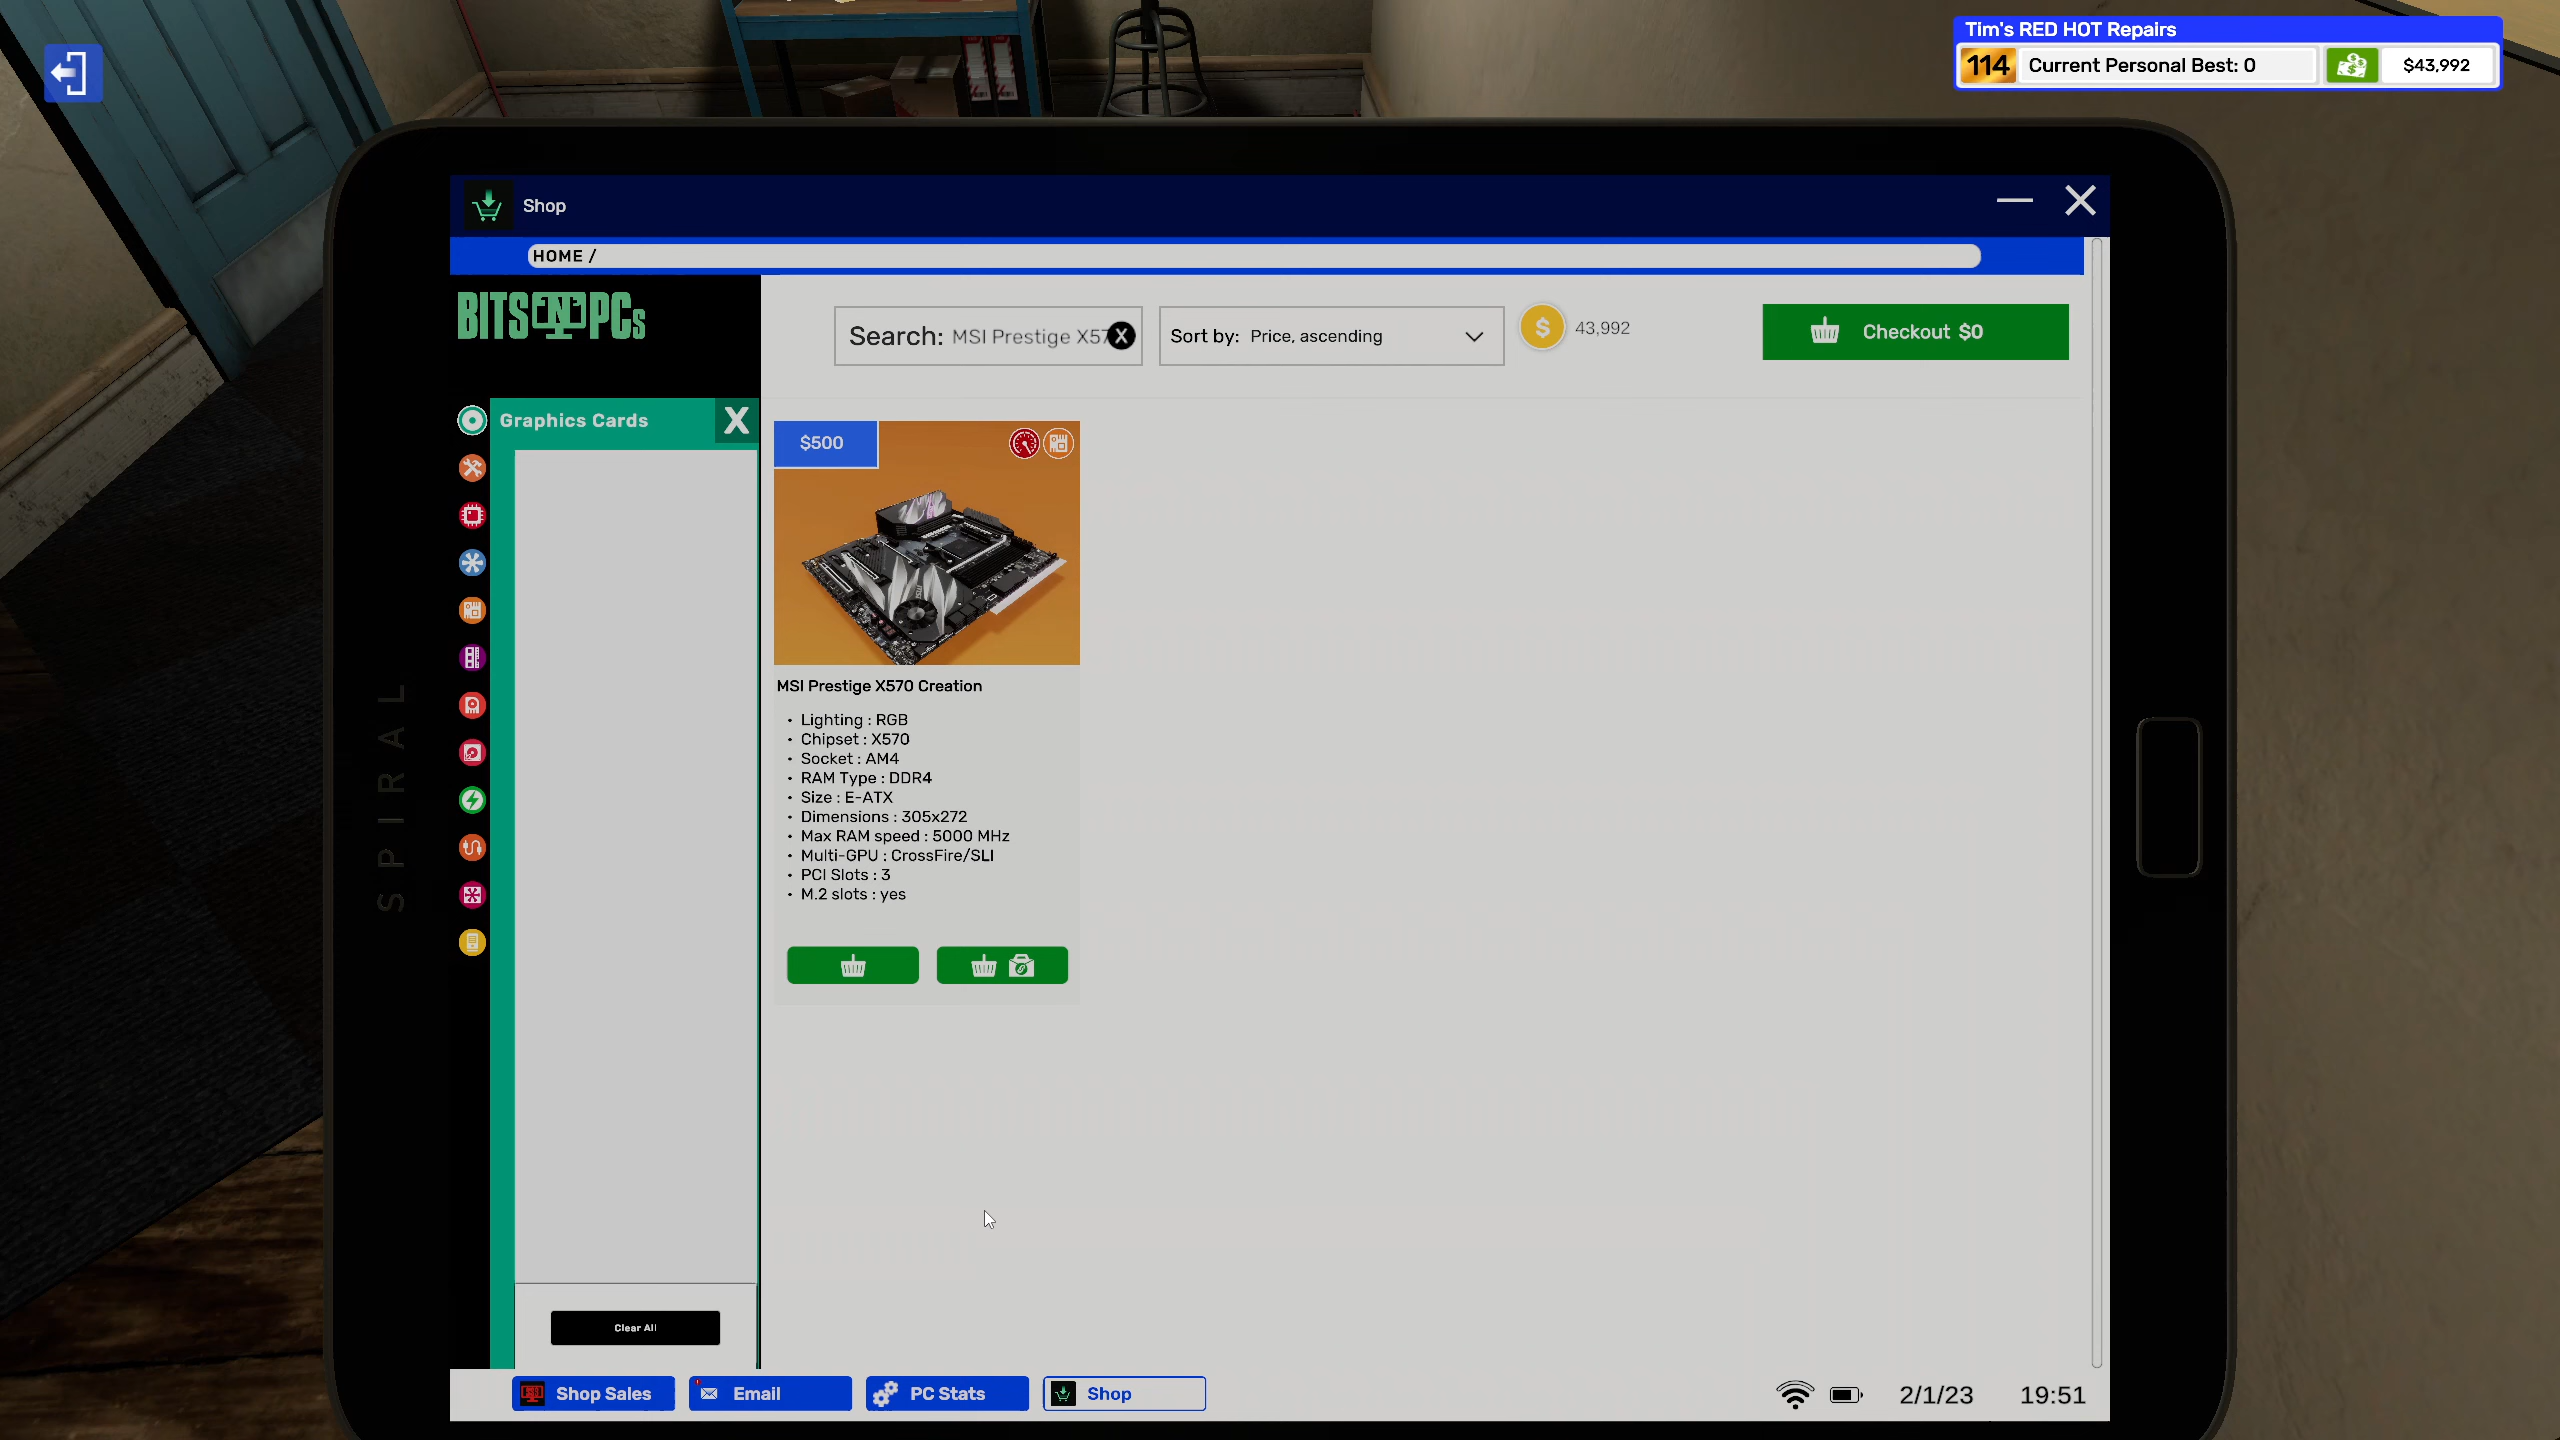 Tim's RED HOT Repairs
114 Current Personal Best: 0 $43,992
Shop
HOME /
BITSENPCs
Search: MSI Prestige X57 X
Sort by: Price, ascending
$ 43,992
Checkout $0
Graphics Cards X
$500
MSI Prestige X570 Creation
• Lighting : RGB
• Chipset : X570
• Socket : AM4
• RAM Type : DDR4
• Size : E-ATX
• Dimensions : 305x272
• Max RAM speed : 5000 MHz
• Multi-GPU : CrossFire/SLI
• PCI Slots : 3
• M.2 slots : yes
SPIRAL
Clear All
Shop Sales
Email
PC Stats
Shop
2/1/23
19:51